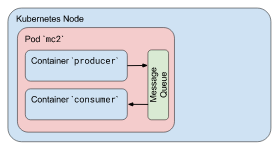 Kubernetes Node
Pod `mc2`
Container `producer`
Container `consumer`
Message
Queue